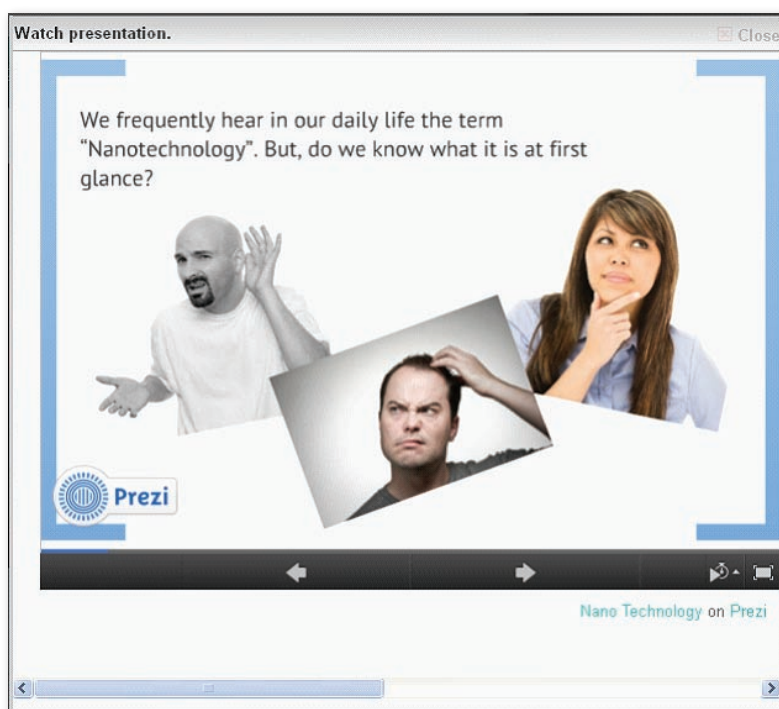 Watch presentation.
Close
We frequently hear in our daily life the term
“Nanotechnology”. But, do we know what it is at first
glance?
Prezi
Nano Technology on Prezi